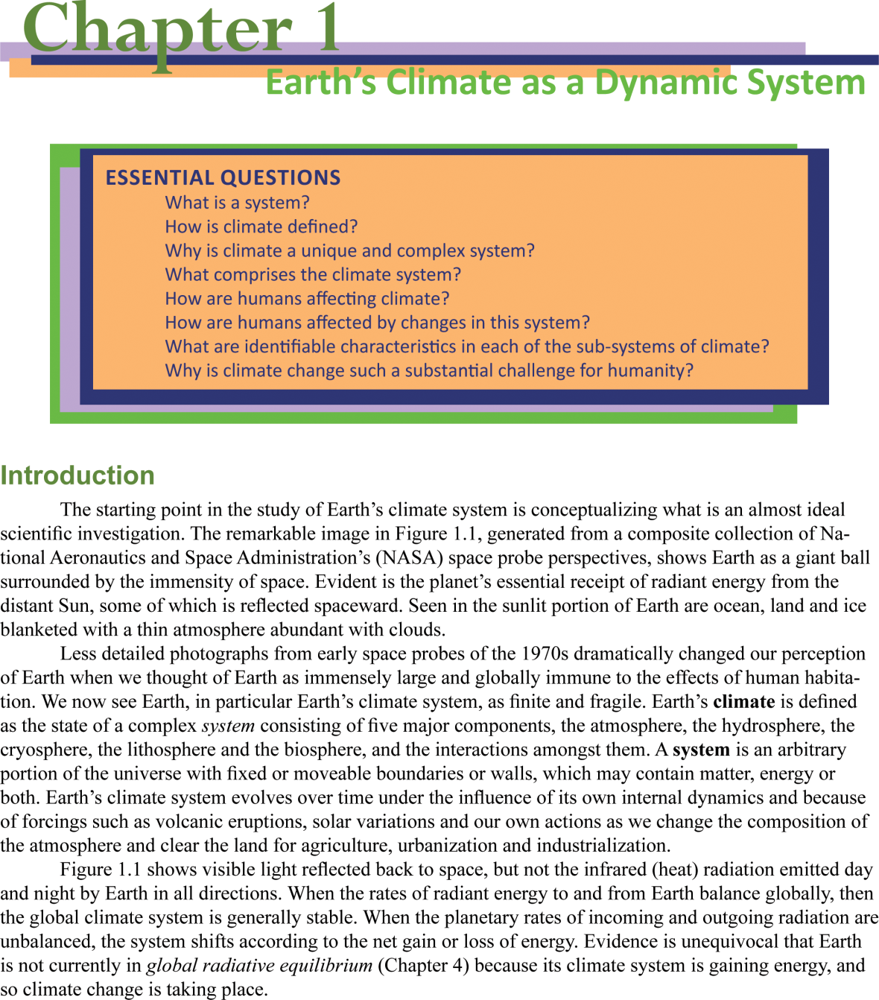 Chapter 1
Earth’s Climate as a Dynamic System
ESSENTIAL QUESTIONS
What is a system?
How is climate defined?
Why is climate a unique and complex system?
What comprises the climate system?
How are humans affecting climate?
How are humans affected by changes in this system?
What are identifiable characteristics in each of the sub-systems of climate?
Why is climate change such a substantial challenge for humanity?
Introduction
The starting point in the study of Earth’s climate system is conceptualizing what is an almost ideal
scientific investigation. The remarkable image in Figure 1.1, generated from a composite collection of Na-
tional Aeronautics and Space Administration’s (NASA) space probe perspectives, shows Earth as a giant ball
surrounded by the immensity of space. Evident is the planet’s essential receipt of radiant energy from the
distant Sun, some of which is reflected spaceward. Seen in the sunlit portion of Earth are ocean, land and ice
blanketed with a thin atmosphere abundant with clouds.
Less detailed photographs from early space probes of the 1970s dramatically changed our perception
of Earth when we thought of Earth as immensely large and globally immune to the effects of human habita-
tion. We now see Earth, in particular Earth’s climate system, as finite and fragile. Earth’s climate is defined
as the state of a complex system consisting of five major components, the atmosphere, the hydrosphere, the
cryosphere, the lithosphere and the biosphere, and the interactions amongst them. A system is an arbitrary
portion of the universe with fixed or moveable boundaries or walls, which may contain matter, energy or
both. Earth’s climate system evolves over time under the influence of its own internal dynamics and because
of forcings such as volcanic eruptions, solar variations and our own actions as we change the composition of
the atmosphere and clear the land for agriculture, urbanization and industrialization.
Figure 1.1 shows visible light reflected back to space, but not the infrared (heat) radiation emitted day
and night by Earth in all directions. When the rates of radiant energy to and from Earth balance globally, then
the global climate system is generally stable. When the planetary rates of incoming and outgoing radiation are
unbalanced, the system shifts according to the net gain or loss of energy. Evidence is unequivocal that Earth
is not currently in global radiative equilibrium (Chapter 4) because its climate system is gaining energy, and
so climate change is taking place.